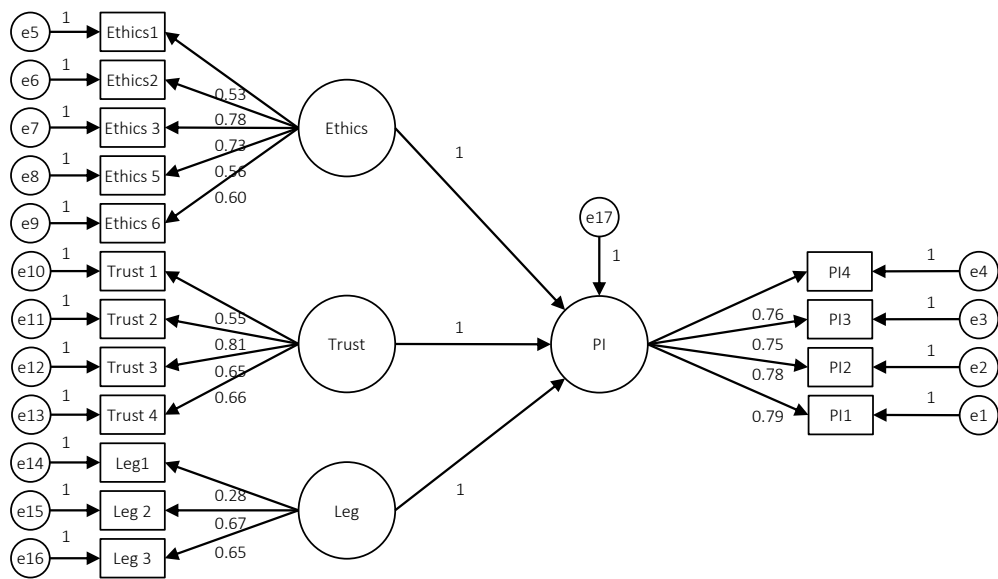 e5 1 Ethics1
e6 1 Ethics2
e7 1 Ethics 3
e8 1 Ethics 5
e9 1 Ethics 6
0.53
0.78
0.73
0.56
0.60
Ethics
1
e10 1 Trust 1
e11 1 Trust 2
e12 1 Trust 3
e13 1 Trust 4
0.55
0.81
0.65
0.66
Trust
1
e14 1 Leg1
e15 1 Leg 2
e16 1 Leg 3
0.28
0.67
0.65
Leg
1
e17
1
PI
0.76
0.75
0.78
0.79
PI4 1 e4
PI3 1 e3
PI2 1 e2
PI1 1 e1